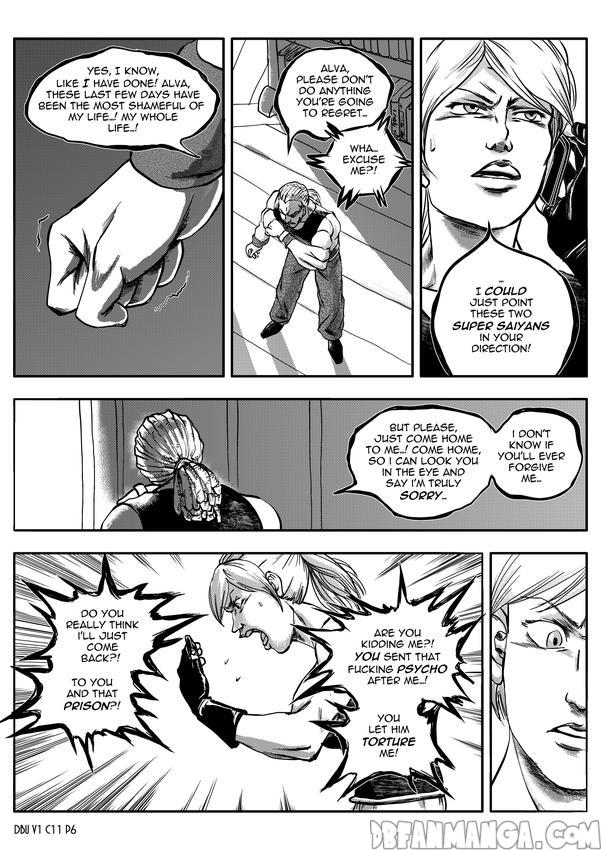 YES, I KNOW,
LIKE I HAVE DONE! ALVA,
THESE LAST FEW DAYS HAVE
BEEN THE MOST SHAMEFUL OF
MY LIFE..! MY WHOLE
LIFE..!
ALVA,
PLEASE DON'T
DO ANYTHING
YOU'RE GOING
TO REGRET...
WHA...
EXCUSE
ME?!
...
I COULD
JUST POINT
THESE TWO
SUPER SAIYANS
IN YOUR
DIRECTION!
I DON'T
KNOW IF
YOU'LL EVER
FORGIVE
ME...
BUT PLEASE,
JUST COME HOME
TO ME..! COME HOME,
SO I CAN LOOK YOU
IN THE EYE AND
SAY I'M TRULY
SORRY...
ARE YOU
KIDDING ME?!
YOU SENT THAT
FUCKING PSYCHO
AFTER ME..!
YOU
LET HIM
TORTURE
ME!
DO YOU
REALLY THINK
I'LL JUST
COME
BACK?!
TO YOU
AND THAT
PRISON?!
DBU V1 C11 P6
DBFANMANGA.COM